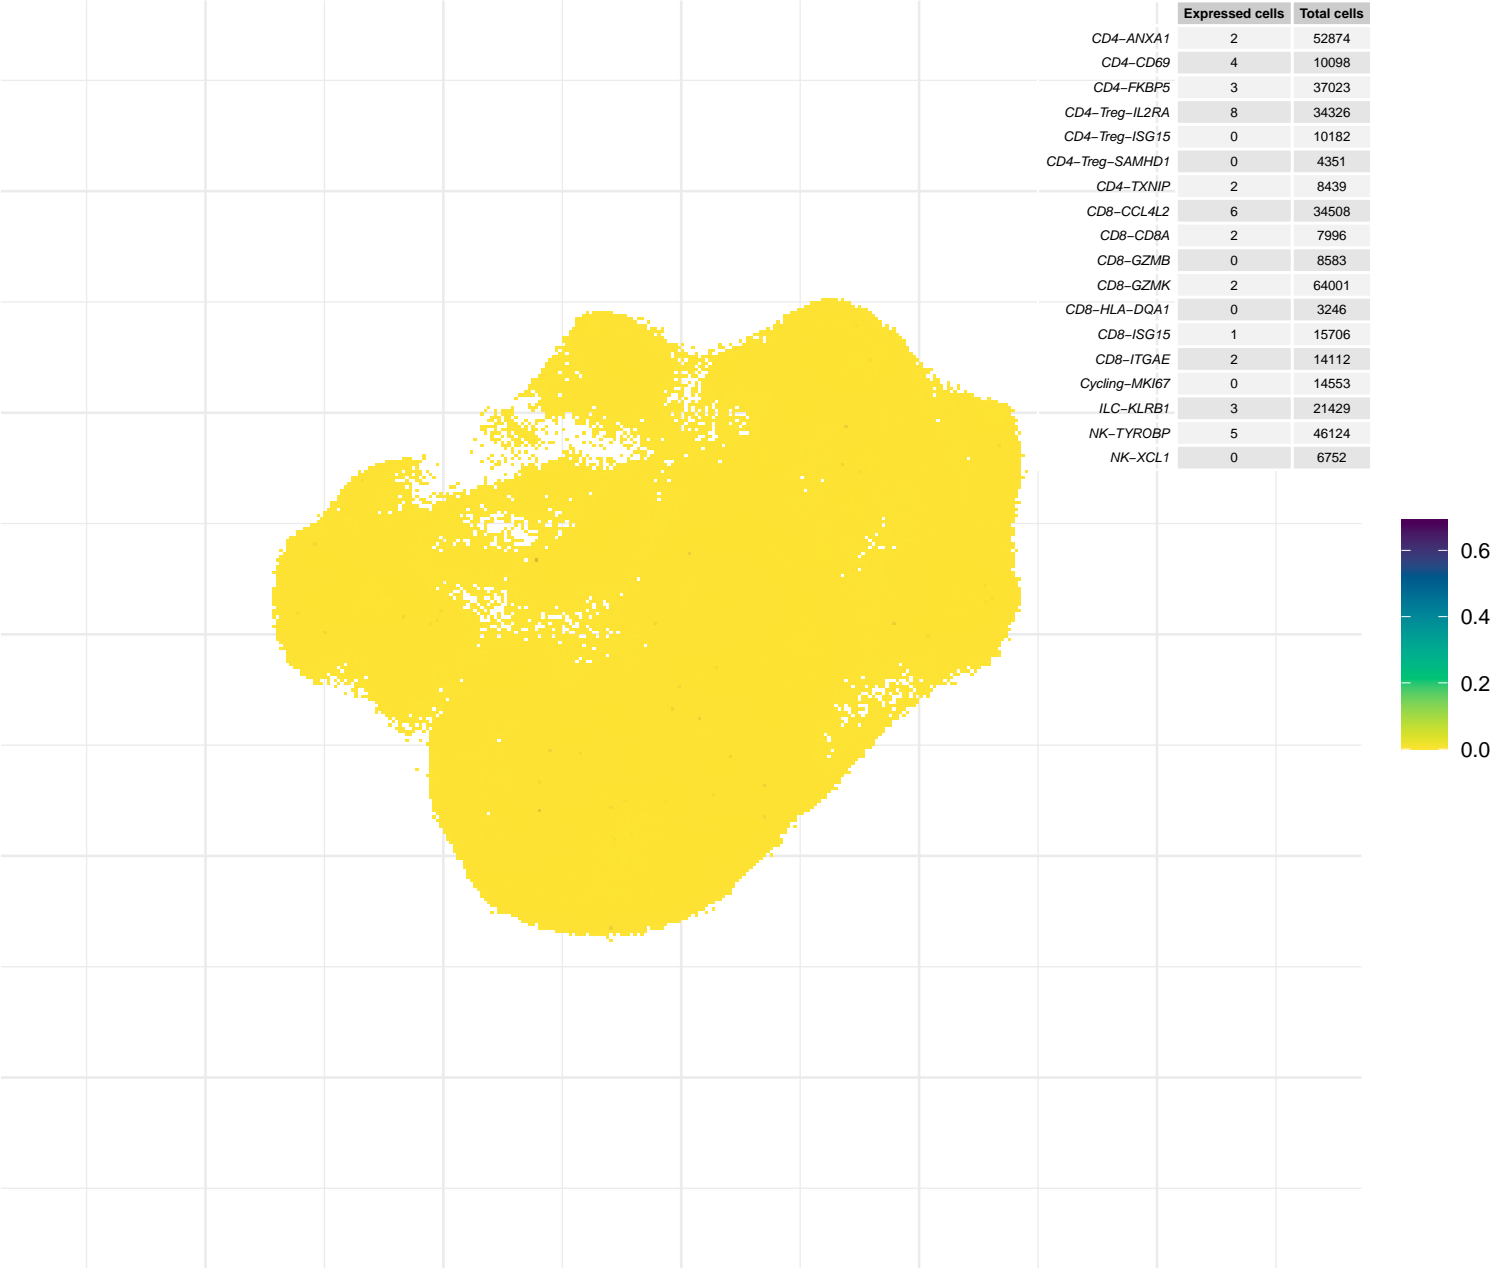 Expressed cells Total cells
CD4−ANXA1 2 52874
CD4−CD69 4 10098
CD4−FKBP5 3 37023
CD4−Treg−IL2RA 8 34326
CD4−Treg−ISG15 0 10182
CD4−Treg−SAMHD1 0 4351
CD4−TXNIP 2 8439
CD8−CCL4L2 6 34508
CD8−CD8A 2 7996
CD8−GZMB 0 8583
CD8−GZMK 2 64001
CD8−HLA−DQA1 0 3246
CD8−ISG15 1 15706
CD8−ITGAE 2 14112
Cycling−MKI67 0 14553
ILC−KLRB1 3 21429
NK−TYROBP 5 46124
NK−XCL1 0 6752
0.6
0.4
0.2
0.0